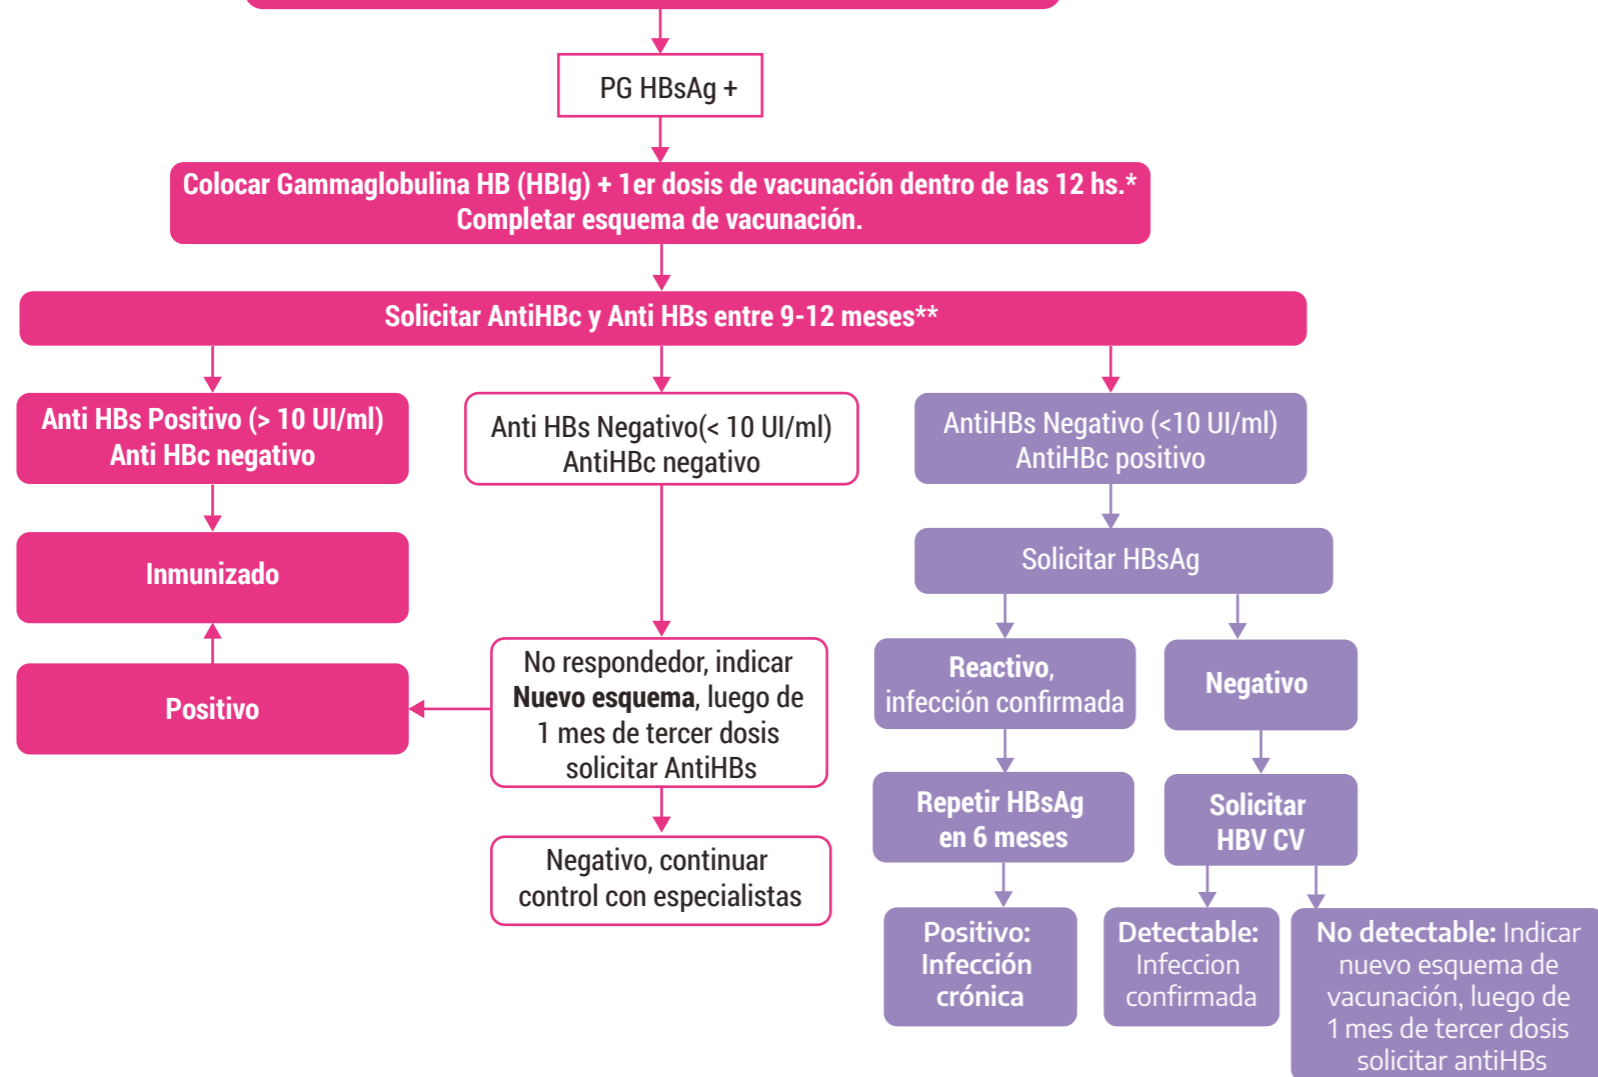 PG HBsAg +
Colocar Gammaglobulina HB (HBIg) + 1er dosis de vacunación dentro de las 12 hs.*
Completar esquema de vacunación.
Solicitar AntiHBc y Anti HBs entre 9-12 meses**
Anti HBs Positivo (> 10 UI/ml)
Anti HBc negativo
Inmunizado
Positivo
Anti HBs Negativo(< 10 UI/ml)
AntiHBc negativo
No respondedor, indicar
Nuevo esquema, luego de
1 mes de tercer dosis
solicitar AntiHBs
Negativo, continuar
control con especialistas
AntiHBs Negativo (<10 UI/ml)
AntiHBc positivo
Solicitar HBsAg
Reactivo,
infección confirmada
Repetir HBsAg
en 6 meses
Positivo:
Infección
crónica
Negativo
Solicitar
HBV CV
Detectable:
Infeccion
confirmada
No detectable: Indicar
nuevo esquema de
vacunación, luego de
1 mes de tercer dosis
solicitar antiHBs